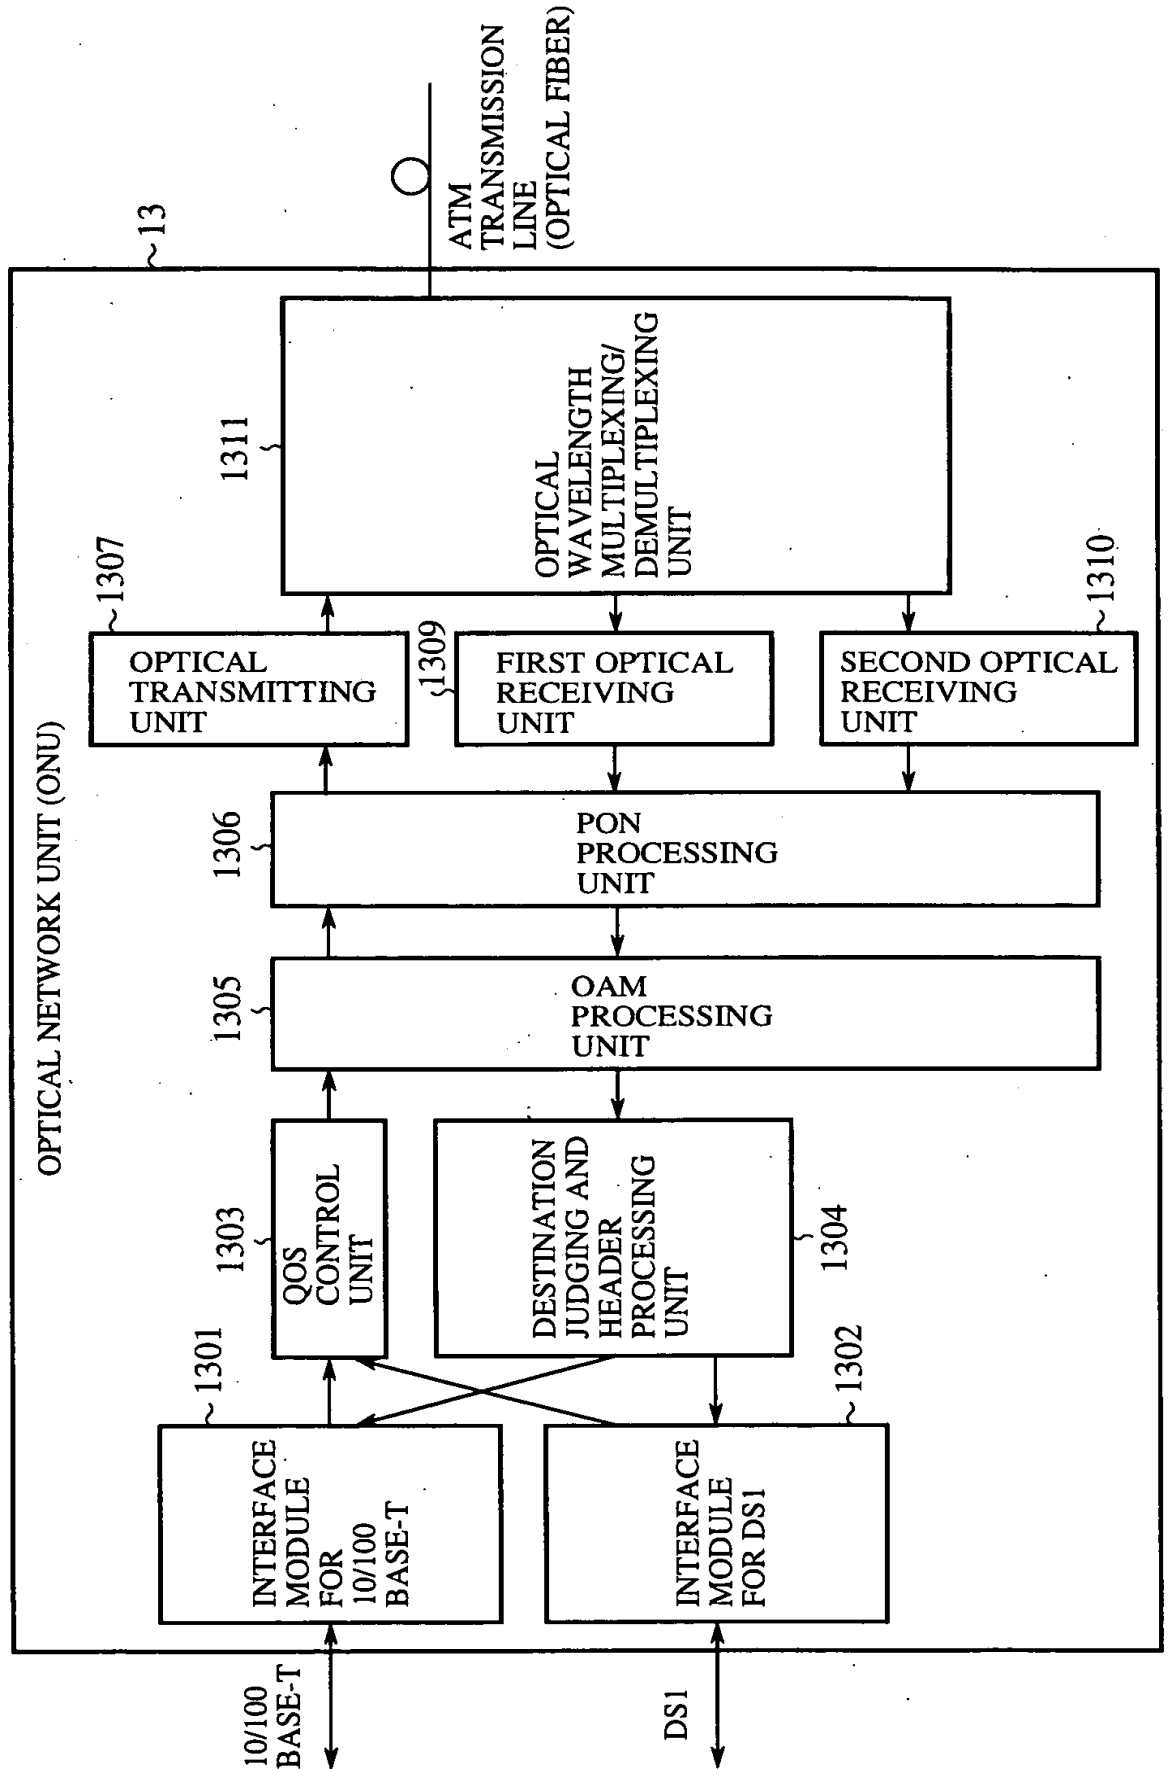 OPTICAL NETWORK UNIT (ONU)
13
10/100
BASE-T
DS1
1301
INTERFACE
MODULE
FOR
10/100
BASE-T
1302
INTERFACE
MODULE
FOR DS1
1303
QOS
CONTROL
UNIT
1304
DESTINATION
JUDGING AND
HEADER
PROCESSING
UNIT
1305
OAM
PROCESSING
UNIT
1306
PON
PROCESSING
UNIT
1307
OPTICAL
TRANSMITTING
UNIT
1309
FIRST OPTICAL
RECEIVING
UNIT
1310
SECOND OPTICAL
RECEIVING
UNIT
1311
OPTICAL
WAVELENGTH
MULTIPLEXING/
DEMULTIPLEXING
UNIT
ATM
TRANSMISSION
LINE
(OPTICAL FIBER)